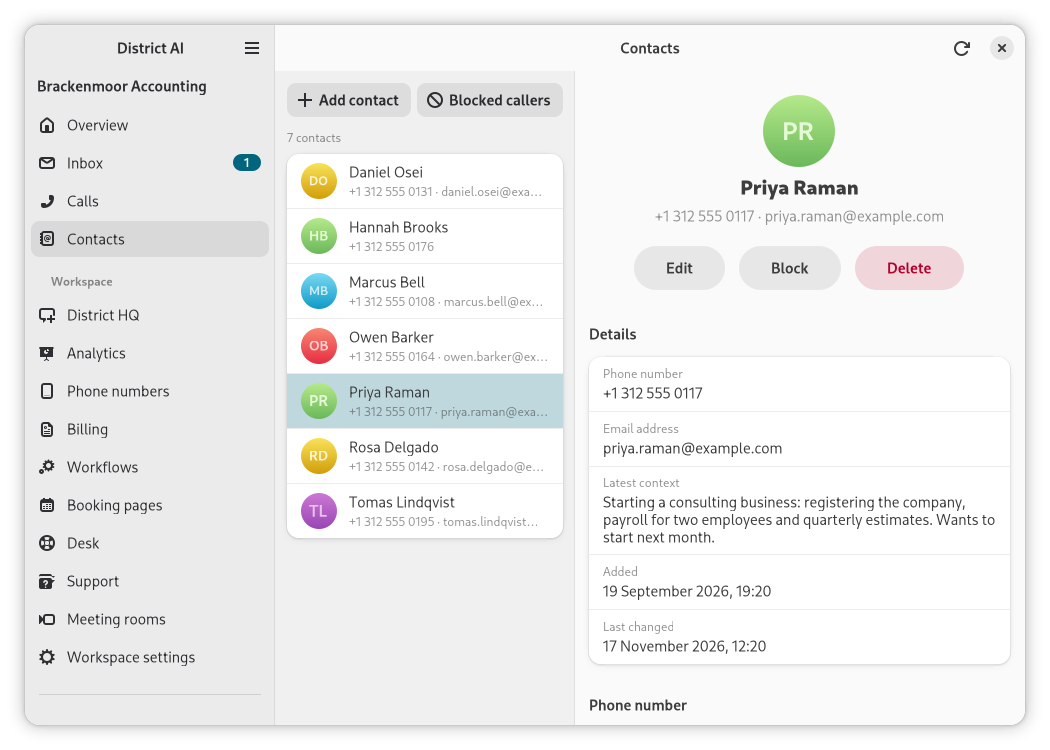 District AI
Brackenmoor Accounting
Overview
Inbox
1
Calls
Contacts
Workspace
District HQ
Analytics
Phone numbers
Billing
Workflows
Booking pages
Desk
Support
Meeting rooms
Workspace settings
Contacts
Add contact
Blocked callers
7 contacts
DO
Daniel Osei
+1 312 555 0131 · daniel.osei@exa…
HB
Hannah Brooks
+1 312 555 0176
MB
Marcus Bell
+1 312 555 0108 · marcus.bell@ex…
OB
Owen Barker
+1 312 555 0164 · owen.barker@ex…
PR
Priya Raman
+1 312 555 0117 · priya.raman@exa…
RD
Rosa Delgado
+1 312 555 0142 · rosa.delgado@e…
TL
Tomas Lindqvist
+1 312 555 0195 · tomas.lindqvist…
PR
Priya Raman
+1 312 555 0117 · priya.raman@example.com
Edit
Block
Delete
Details
Phone number
+1 312 555 0117
Email address
priya.raman@example.com
Latest context
Starting a consulting business: registering the company,
payroll for two employees and quarterly estimates. Wants to
start next month.
Added
19 September 2026, 19:20
Last changed
17 November 2026, 12:20
Phone number